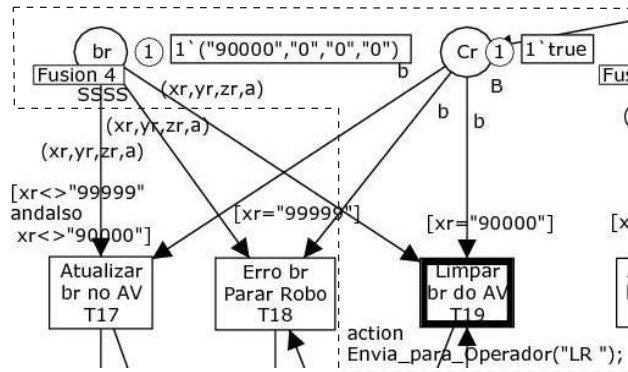 br
1
1`("90000","0","0","0")
Fusion 4
SSSS
Cr
1
1`true
b
B
(xr,yr,zr,a)
b
b
(xr,yr,zr,a)
(xr,yr,zr,a)
[xr<>"99999"
andalso
xr<>"90000"]
[xr="99999"]
[xr="90000"]
Atualizar
br no AV
T17
Erro br
Parar Robo
T18
Limpar
br do AV
T19
action
Envia_para_Operador("LR ");